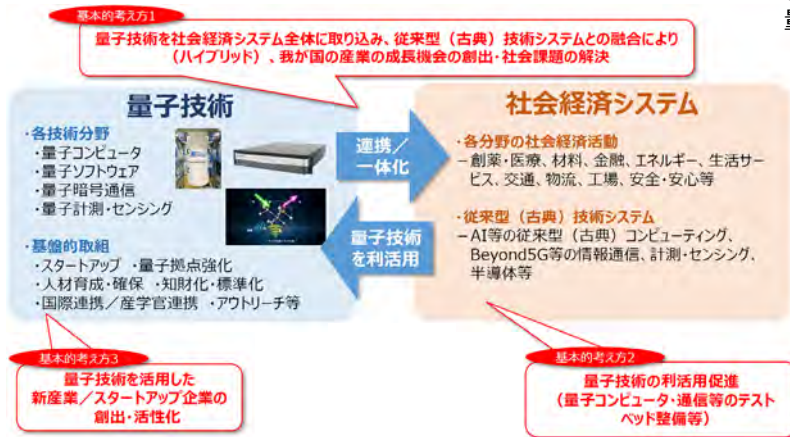 基本的考え方1
量子技術を社会経済システム全体に取り込み、従来型（古典）技術システムとの融合により
（ハイブリッド）、我が国の産業の成長機会の創出・社会課題の解決
量子技術
・各技術分野
・量子コンピュータ
・量子ソフトウェア
・量子暗号通信
・量子計測・センシング
・基盤的取組
・スタートアップ ・量子拠点強化
・人材育成・確保 ・知財化・標準化
・国際連携／産学官連携 ・アウトリーチ等
連携／
一体化
量子技術
を利活用
社会経済システム
・各分野の社会経済活動
－創薬・医療、材料、金融、エネルギー、生活サー
ビス、交通、物流、工場、安全・安心等
・従来型（古典）技術システム
－AI等の従来型（古典）コンピューティング、
Beyond5G等の情報通信、計測・センシング、
半導体等
基本的考え方3
量子技術を活用した
新産業／スタートアップ企業の
創出・活性化
基本的考え方2
量子技術の利活用促進
（量子コンピュータ・通信等のテスト
ベッド整備等）